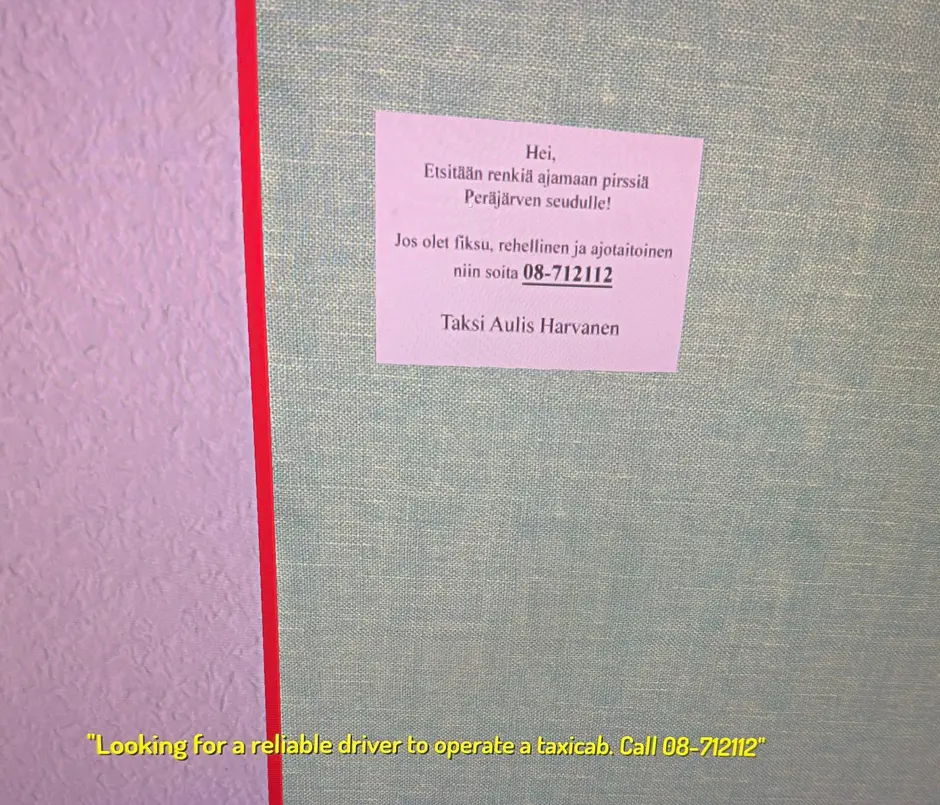 Hei,
Etsitään renkiä ajamaan pirssiä
Peräjärven seudulle!
Jos olet fiksu, rehellinen ja ajotaitoinen
niin soita 08-712112
Taksi Aulis Harvanen
"Looking for a reliable driver to operate a taxicab. Call 08-712112"